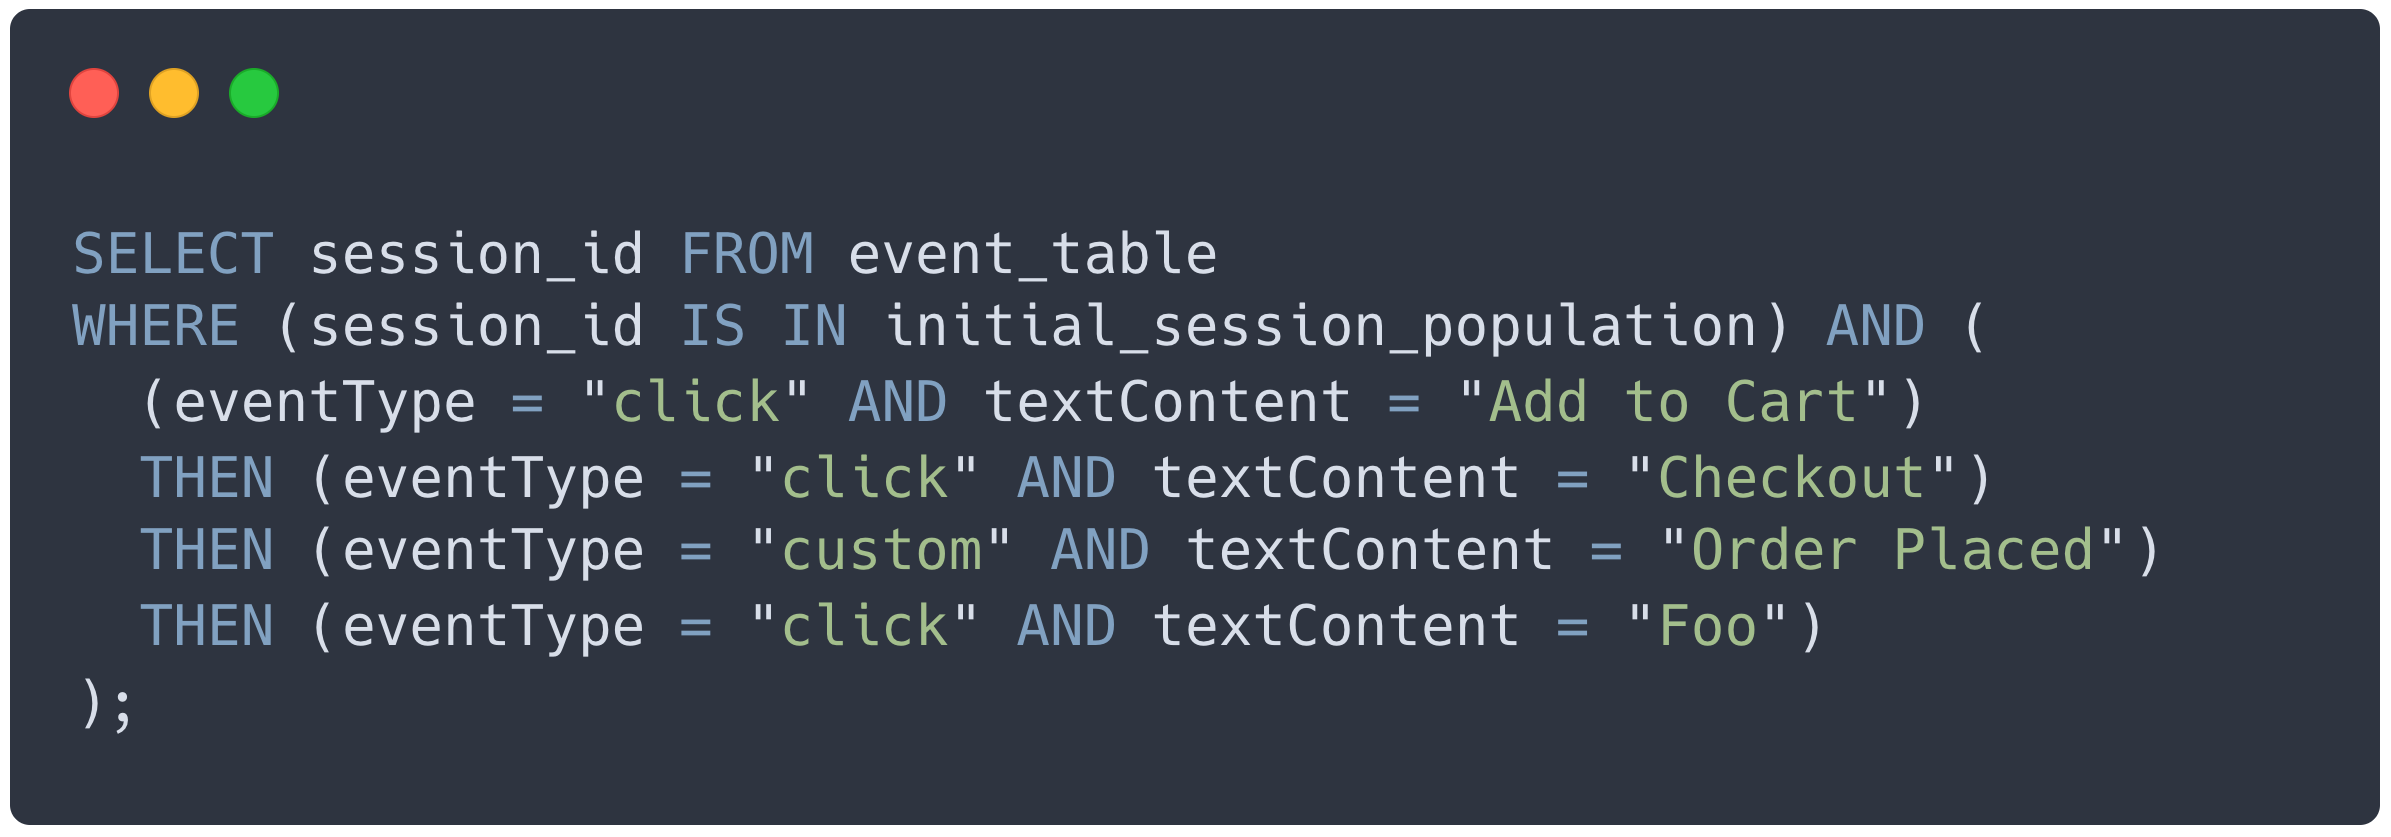 SELECT session_id FROM event_table
WHERE (session_id IS IN initial_session_population) AND (
  (eventType = "click" AND textContent = "Add to Cart")
  THEN (eventType = "click" AND textContent = "Checkout")
  THEN (eventType = "custom" AND textContent = "Order Placed")
  THEN (eventType = "click" AND textContent = "Foo")
);